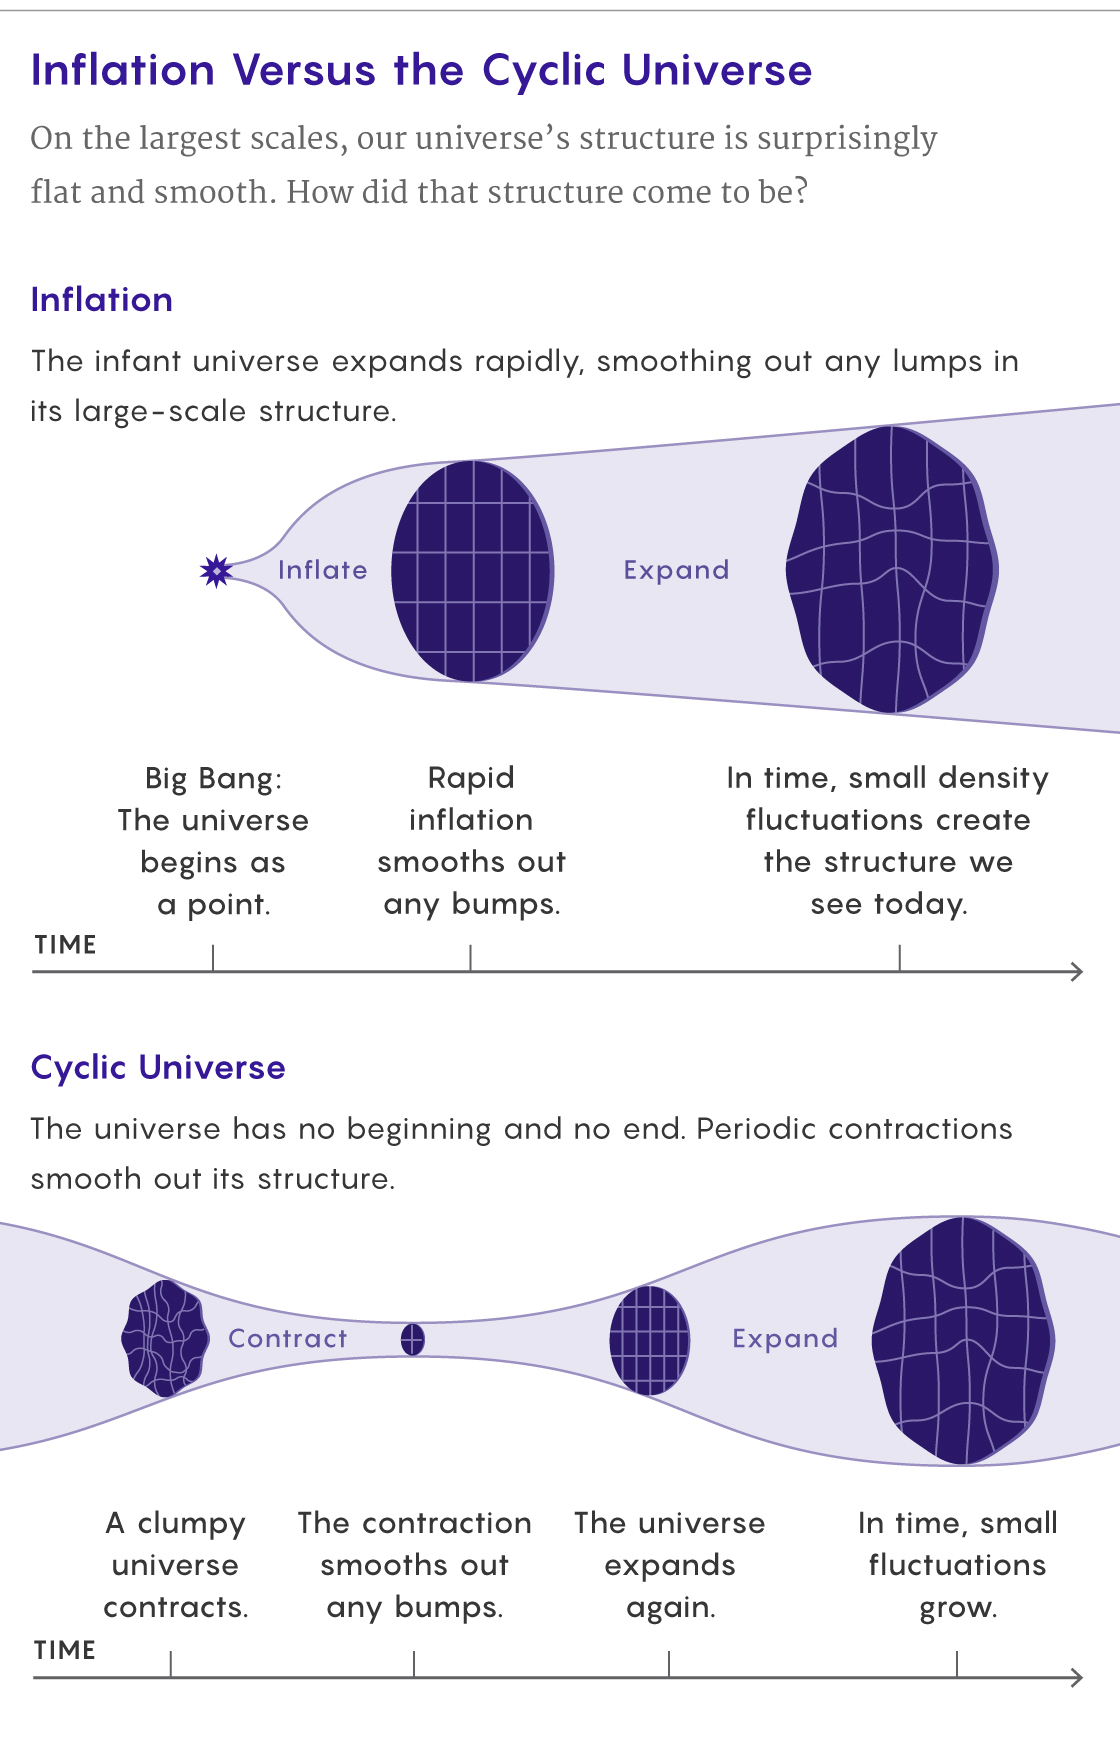 Inflation Versus the Cyclic Universe
On the largest scales, our universe’s structure is surprisingly
flat and smooth. How did that structure come to be?
Inflation
The infant universe expands rapidly, smoothing out any lumps in
its large-scale structure.
Inflate
Expand
Big Bang:
The universe
begins as
a point.
Rapid
inflation
smooths out
any bumps.
In time, small density
fluctuations create
the structure we
see today.
TIME
Cyclic Universe
The universe has no beginning and no end. Periodic contractions
smooth out its structure.
Contract
Expand
A clumpy
universe
contracts.
The contraction
smooths out
any bumps.
The universe
expands
again.
In time, small
fluctuations
grow.
TIME